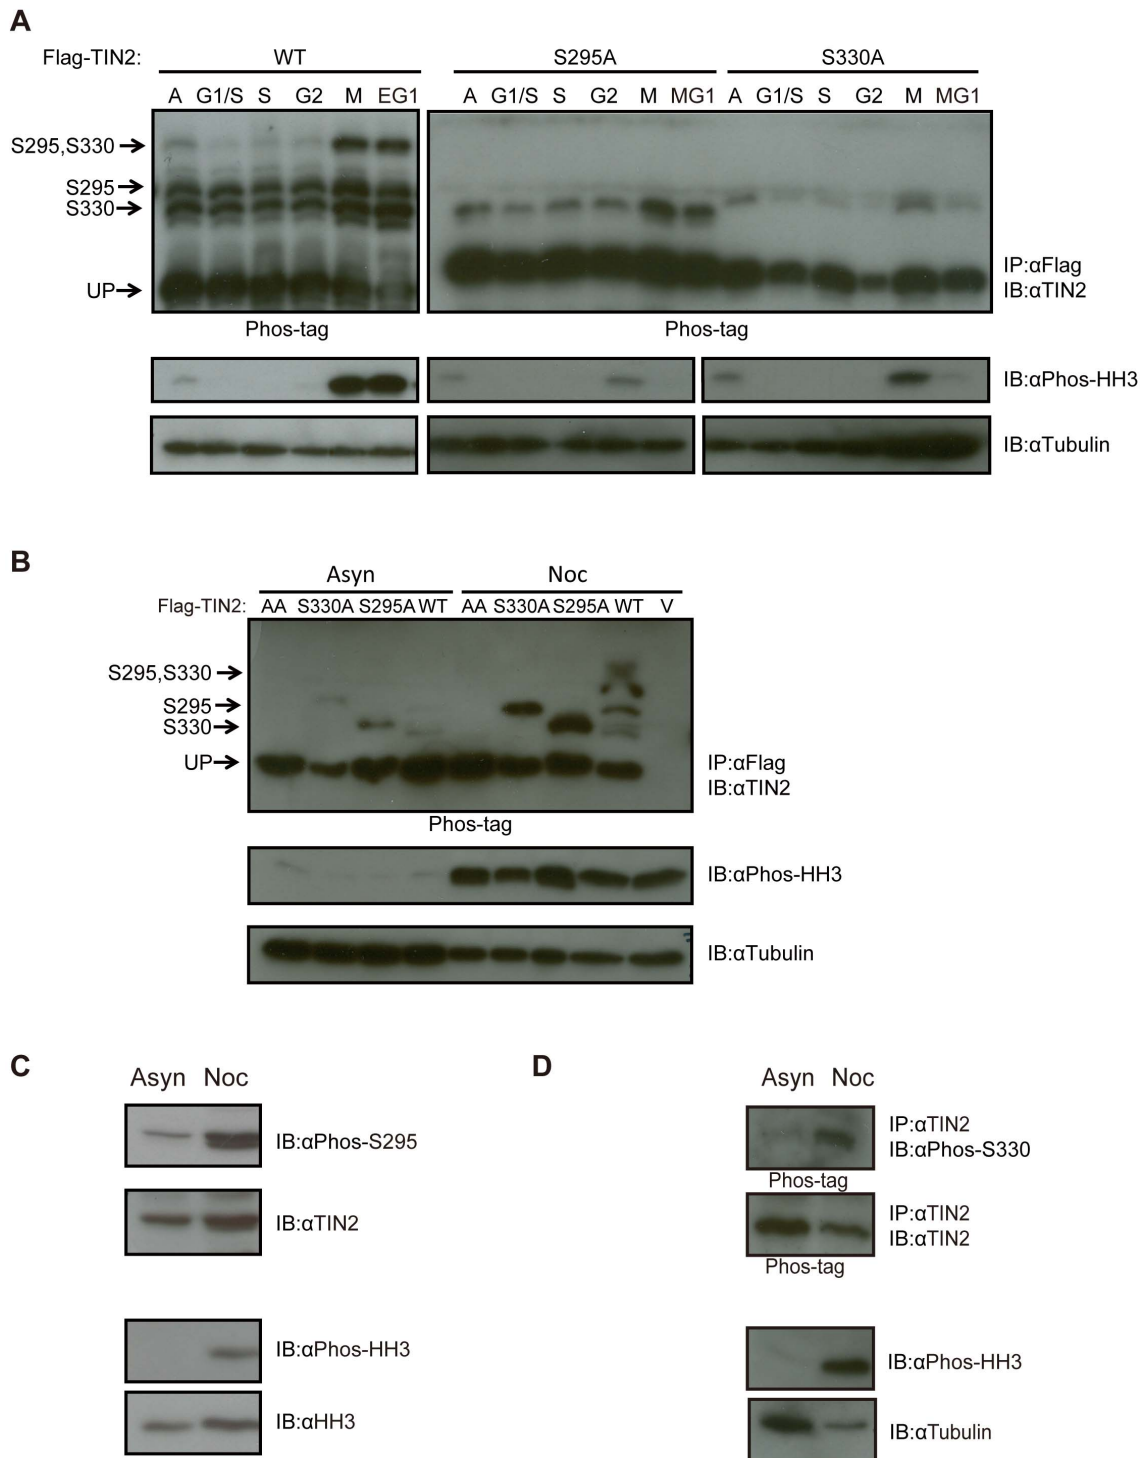 A
Flag-TIN2: WT S295A S330A
A G1/S S G2 M EG1 A G1/S S G2 M MG1 A G1/S S G2 M MG1
S295,S330
S295
S330
UP
IP:αFlag
IB:αTIN2
Phos-tag Phos-tag
IB:αPhos-HH3
IB:αTubulin
B
Asyn Noc
Flag-TIN2: AA S330A S295A WT AA S330A S295A WT V
S295,S330
S295
S330
UP
IP:αFlag
IB:αTIN2
Phos-tag
IB:αPhos-HH3
IB:αTubulin
C
Asyn Noc
IB:αPhos-S295
IB:αTIN2
IB:αPhos-HH3
IB:αHH3
D
Asyn Noc
IP:αTIN2
IB:αPhos-S330
Phos-tag
IP:αTIN2
IB:αTIN2
Phos-tag
IB:αPhos-HH3
IB:αTubulin